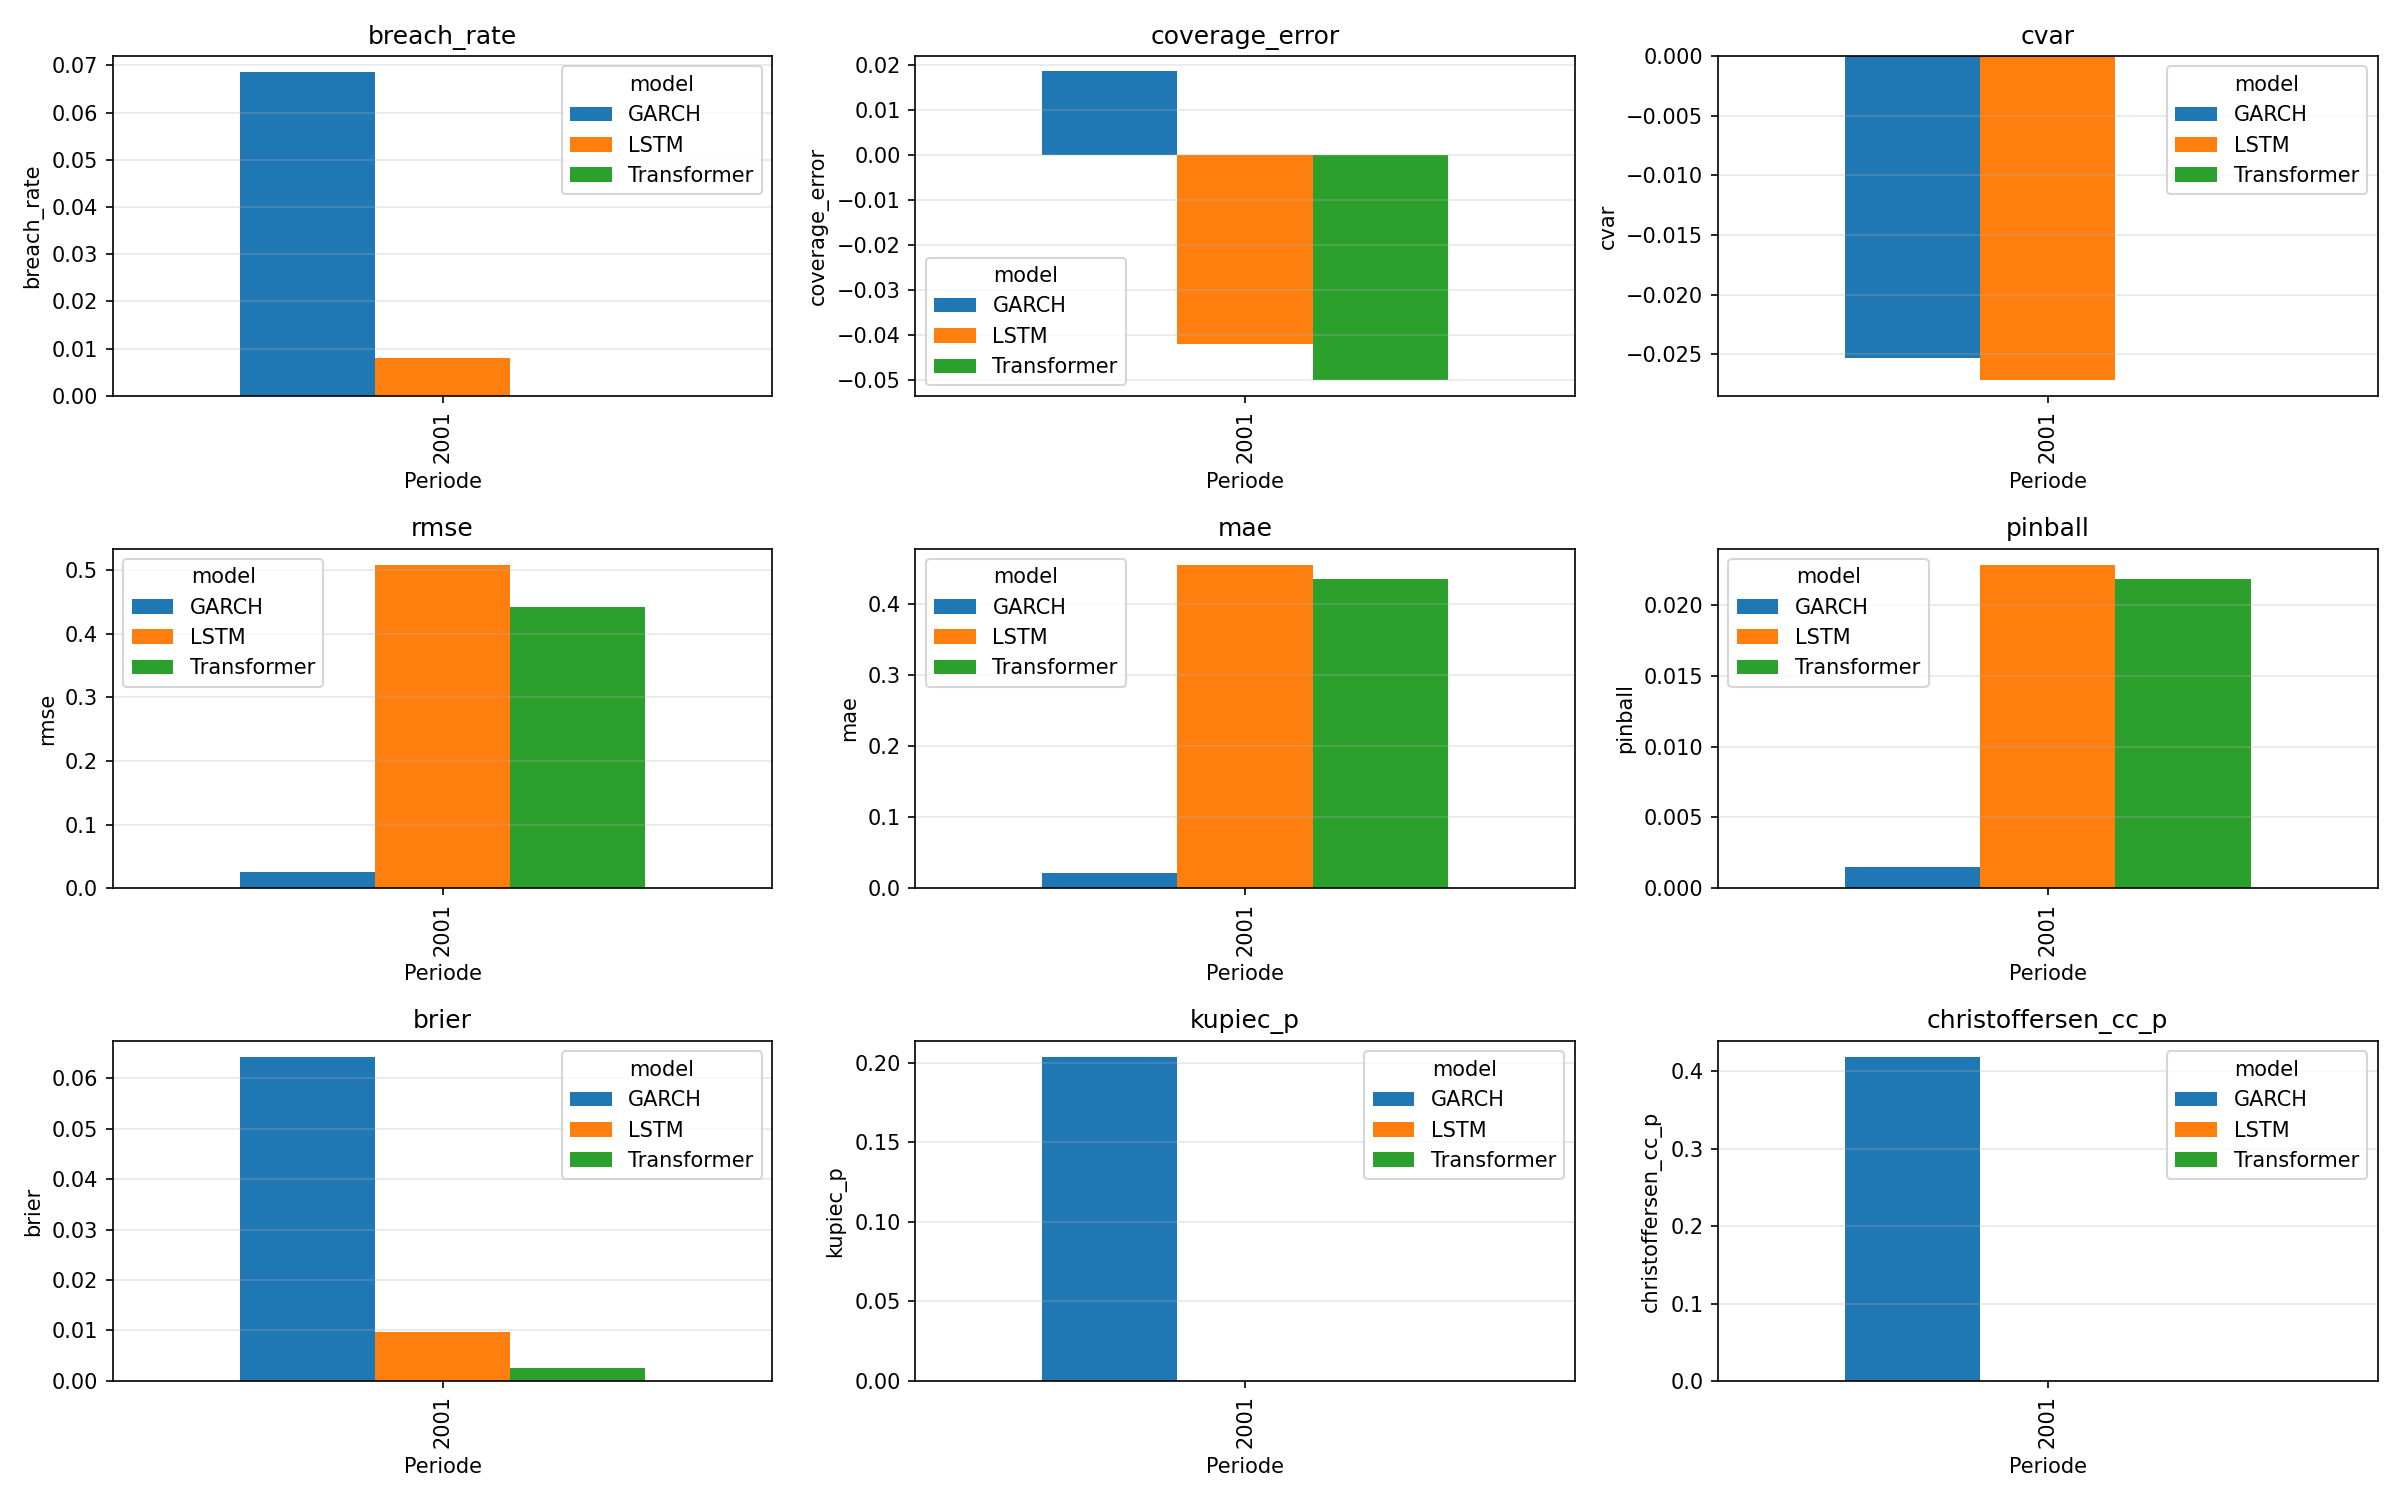 breach_rate
0.07
0.06
0.05
0.04
0.03
0.02
0.01
0.00
breach_rate
model
GARCH
LSTM
Transformer
2001
Periode
coverage_error
0.02
0.01
0.00
−0.01
−0.02
−0.03
−0.04
−0.05
coverage_error
model
GARCH
LSTM
Transformer
2001
Periode
cvar
0.000
−0.005
−0.010
−0.015
−0.020
−0.025
cvar
model
GARCH
LSTM
Transformer
2001
Periode
rmse
0.5
0.4
0.3
0.2
0.1
0.0
rmse
model
GARCH
LSTM
Transformer
2001
Periode
mae
0.4
0.3
0.2
0.1
0.0
mae
model
GARCH
LSTM
Transformer
2001
Periode
pinball
0.020
0.015
0.010
0.005
0.000
pinball
model
GARCH
LSTM
Transformer
2001
Periode
brier
0.06
0.05
0.04
0.03
0.02
0.01
0.00
brier
model
GARCH
LSTM
Transformer
2001
Periode
kupiec_p
0.20
0.15
0.10
0.05
0.00
kupiec_p
model
GARCH
LSTM
Transformer
2001
Periode
christoffersen_cc_p
0.4
0.3
0.2
0.1
0.0
christoffersen_cc_p
model
GARCH
LSTM
Transformer
2001
Periode